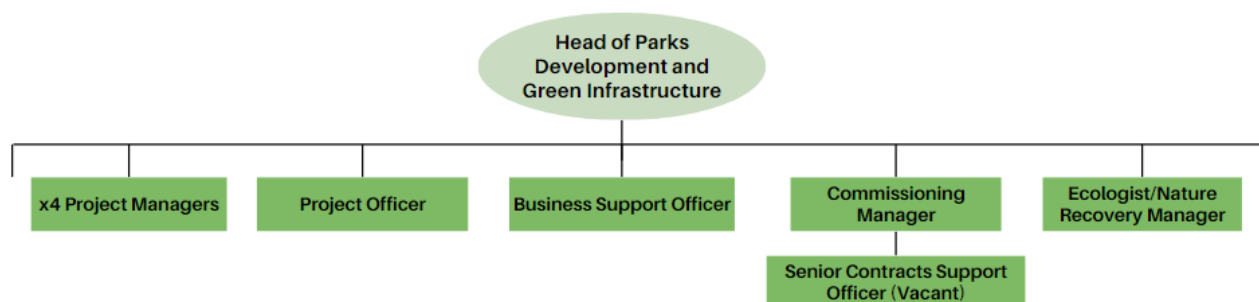 Head of Parks
Development and
Green Infrastructure
x4 Project Managers
Project Officer
Business Support Officer
Commissioning
Manager
Ecologist/Nature
Recovery Manager
Senior Contracts Support
Officer (Vacant)